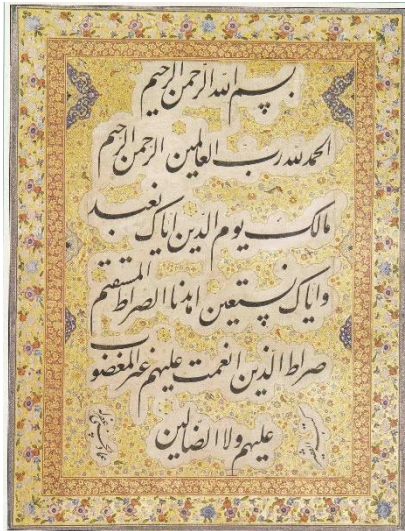 بسم الله الرحمن الرحیم
الحمد لله رب العالمین الرحمن الرحیم
مالک یوم الدین ایاک نعبد
وایاک نستعین اهدنا الصراط المستقیم
صراط الذین انعمت علیهم غیر المغضوب
علیهم ولا الضالین